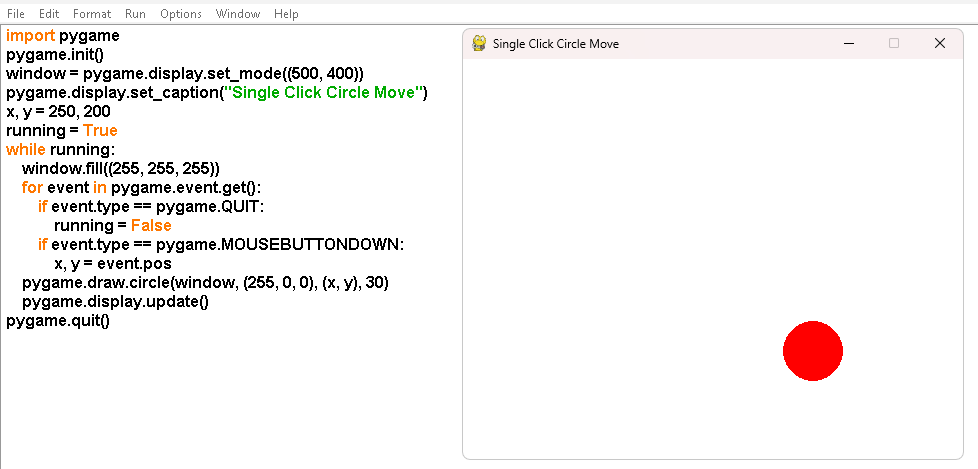 File Edit Format Run Options Window Help
import pygame
pygame.init()
window = pygame.display.set_mode((500, 400))
pygame.display.set_caption("Single Click Circle Move")
x, y = 250, 200
running = True
while running:
    window.fill((255, 255, 255))
    for event in pygame.event.get():
        if event.type == pygame.QUIT:
            running = False
        if event.type == pygame.MOUSEBUTTONDOWN:
            x, y = event.pos
    pygame.draw.circle(window, (255, 0, 0), (x, y), 30)
    pygame.display.update()
pygame.quit()
Single Click Circle Move